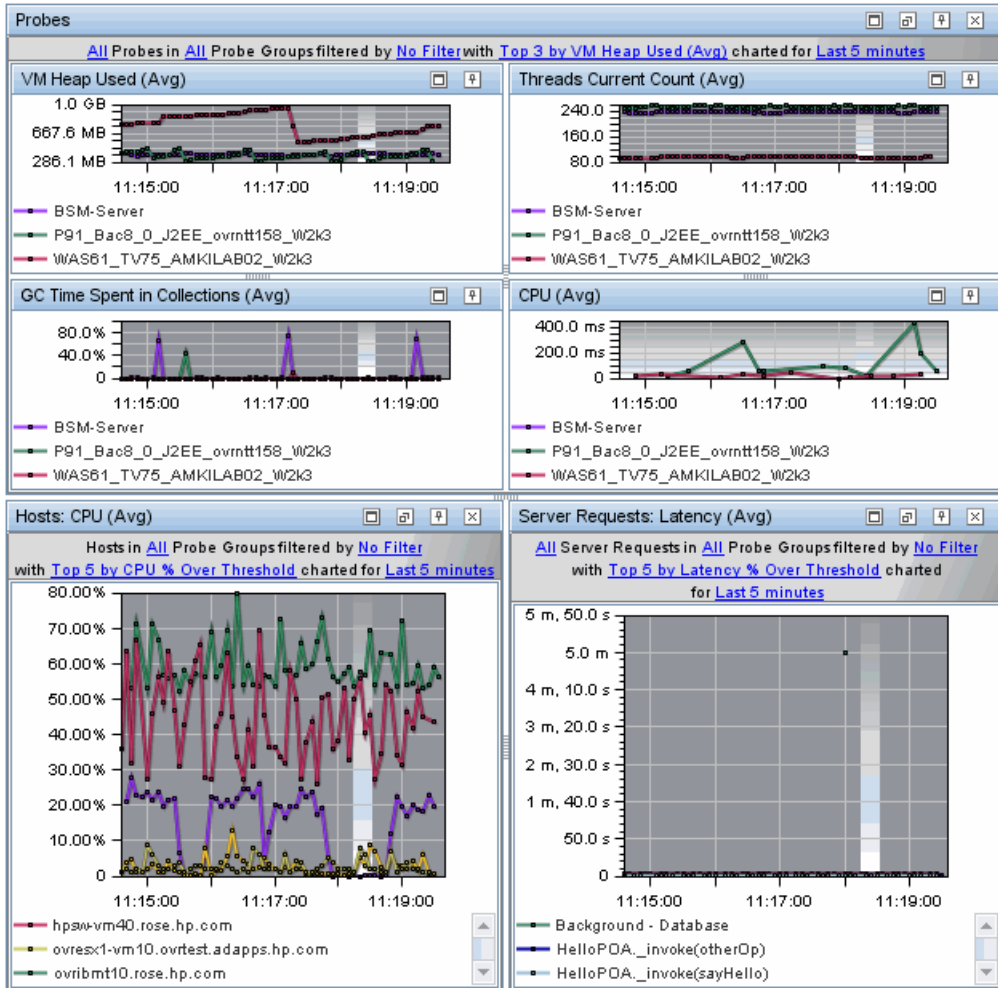 Probes
All Probes in All Probe Groups filtered by No Filter with Top 3 by VM Heap Used (Avg) charted for Last 5 minutes
VM Heap Used (Avg)
1.0 GB
667.6 MB
286.1 MB
11:15:00 11:17:00 11:19:00
BSM-Server
P91_Bac8_0_J2EE_ovrntt158_W2k3
WAS61_TV75_AMKILAB02_W2k3
Threads Current Count (Avg)
240.0
160.0
80.0
11:15:00 11:17:00 11:19:00
BSM-Server
P91_Bac8_0_J2EE_ovrntt158_W2k3
WAS61_TV75_AMKILAB02_W2k3
GC Time Spent in Collections (Avg)
80.0%
40.0%
0
11:15:00 11:17:00 11:19:00
BSM-Server
P91_Bac8_0_J2EE_ovrntt158_W2k3
WAS61_TV75_AMKILAB02_W2k3
CPU (Avg)
400.0 ms
200.0 ms
0
11:15:00 11:17:00 11:19:00
BSM-Server
P91_Bac8_0_J2EE_ovrntt158_W2k3
WAS61_TV75_AMKILAB02_W2k3
Hosts: CPU (Avg)
Hosts in All Probe Groups filtered by No Filter
with Top 5 by CPU % Over Threshold charted for Last 5 minutes
80.00%
70.00%
60.00%
50.00%
40.00%
30.00%
20.00%
10.00%
0
11:15:00 11:17:00 11:19:00
hpsw-vm40.rose.hp.com
ovresx1-vm10.ovrtest.adapps.hp.com
ovribmt10.rose.hp.com
Server Requests: Latency (Avg)
All Server Requests in All Probe Groups filtered by No Filter
with Top 5 by Latency % Over Threshold charted
for Last 5 minutes
5 m, 50.0 s
5.0 m
4 m, 10.0 s
3 m, 20.0 s
2 m, 30.0 s
1 m, 40.0 s
50.0 s
0
11:15:00 11:17:00 11:19:00
Background - Database
HelloPOA._invoke(otherOp)
HelloPOA._invoke(sayHello)